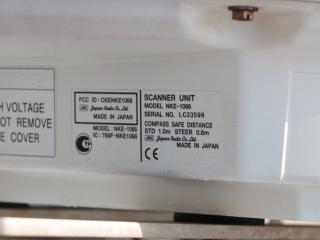 H VOLTAGE
OT REMOVE
E COVER
FCC ID : CKENKE1066
JRC Japan Radio Co., Ltd.
MADE IN JAPAN
MODEL : NKE-1066
IC : 768F-NKE1066
SCANNER UNIT
MODEL NKE-1066
SERIAL NO. LC33599
COMPASS SAFE DISTANCE
STD 1.0m STEER 0.6m
JRC Japan Radio Co., Ltd.
MADE IN JAPAN
CE